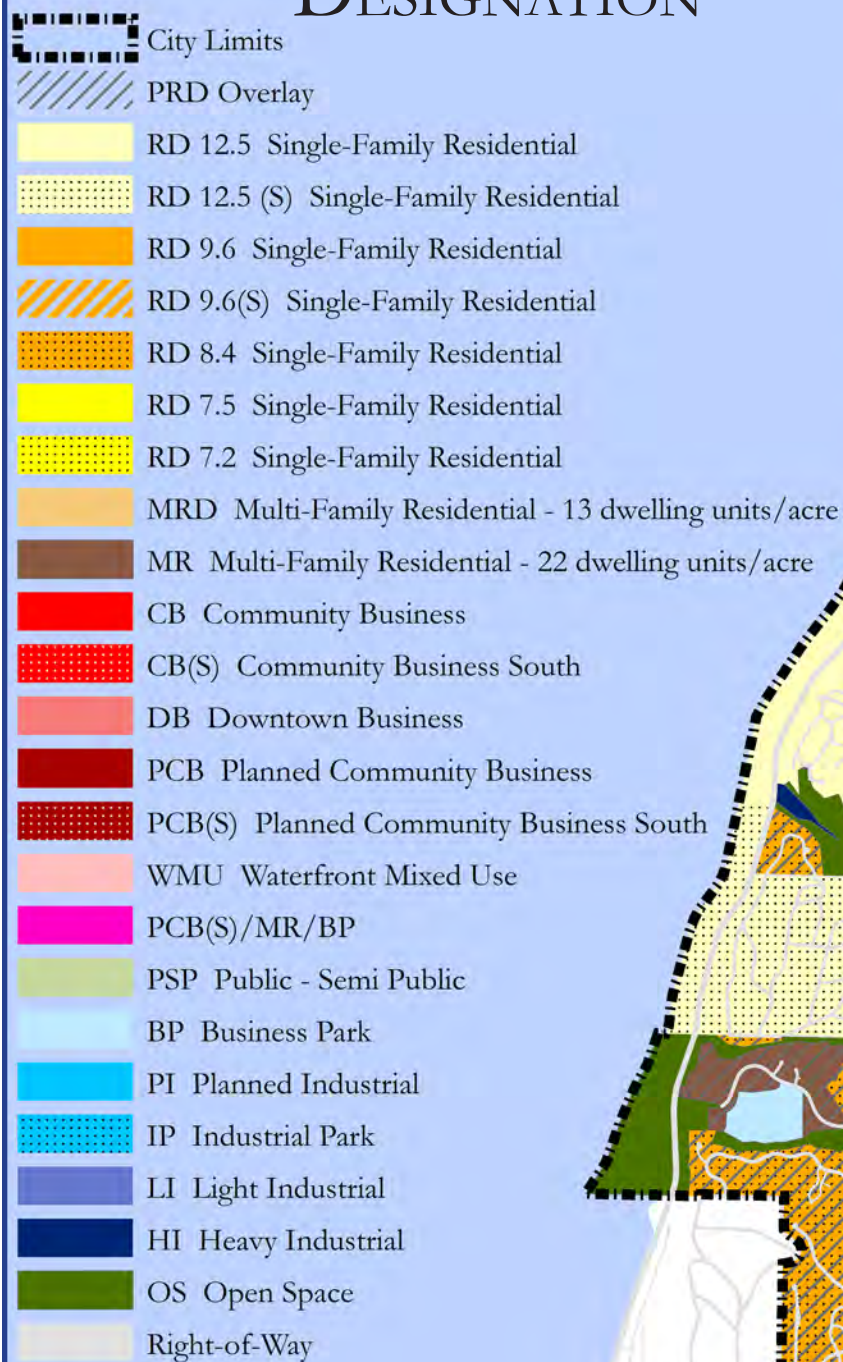 DESIGNATION
City Limits
PRD Overlay
RD 12.5 Single-Family Residential
RD 12.5 (S) Single-Family Residential
RD 9.6 Single-Family Residential
RD 9.6(S) Single-Family Residential
RD 8.4 Single-Family Residential
RD 7.5 Single-Family Residential
RD 7.2 Single-Family Residential
MRD Multi-Family Residential - 13 dwelling units/acre
MR Multi-Family Residential - 22 dwelling units/acre
CB Community Business
CB(S) Community Business South
DB Downtown Business
PCB Planned Community Business
PCB(S) Planned Community Business South
WMU Waterfront Mixed Use
PCB(S)/MR/BP
PSP Public - Semi Public
BP Business Park
PI Planned Industrial
IP Industrial Park
LI Light Industrial
HI Heavy Industrial
OS Open Space
Right-of-Way